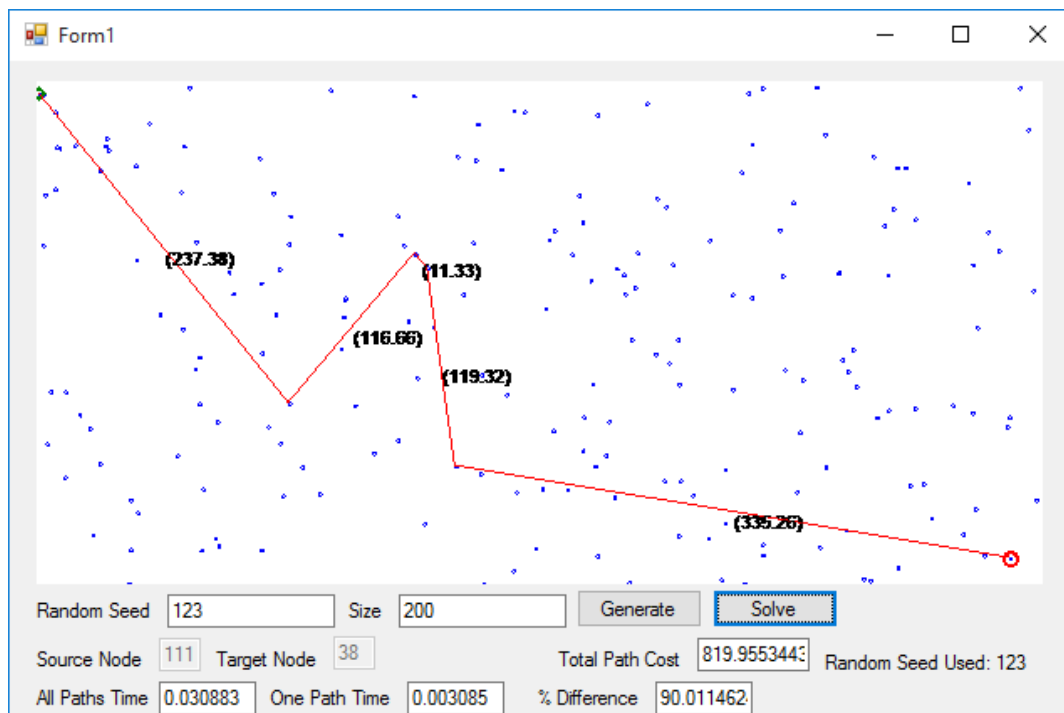 Form1
(237.38)
(11.33)
(116.66)
(119.32)
(335.26)
Random Seed 123 Size 200 Generate Solve
Source Node 111 Target Node 38 Total Path Cost 819.9553443 Random Seed Used: 123
All Paths Time 0.030883 One Path Time 0.003085 % Difference 90.011462